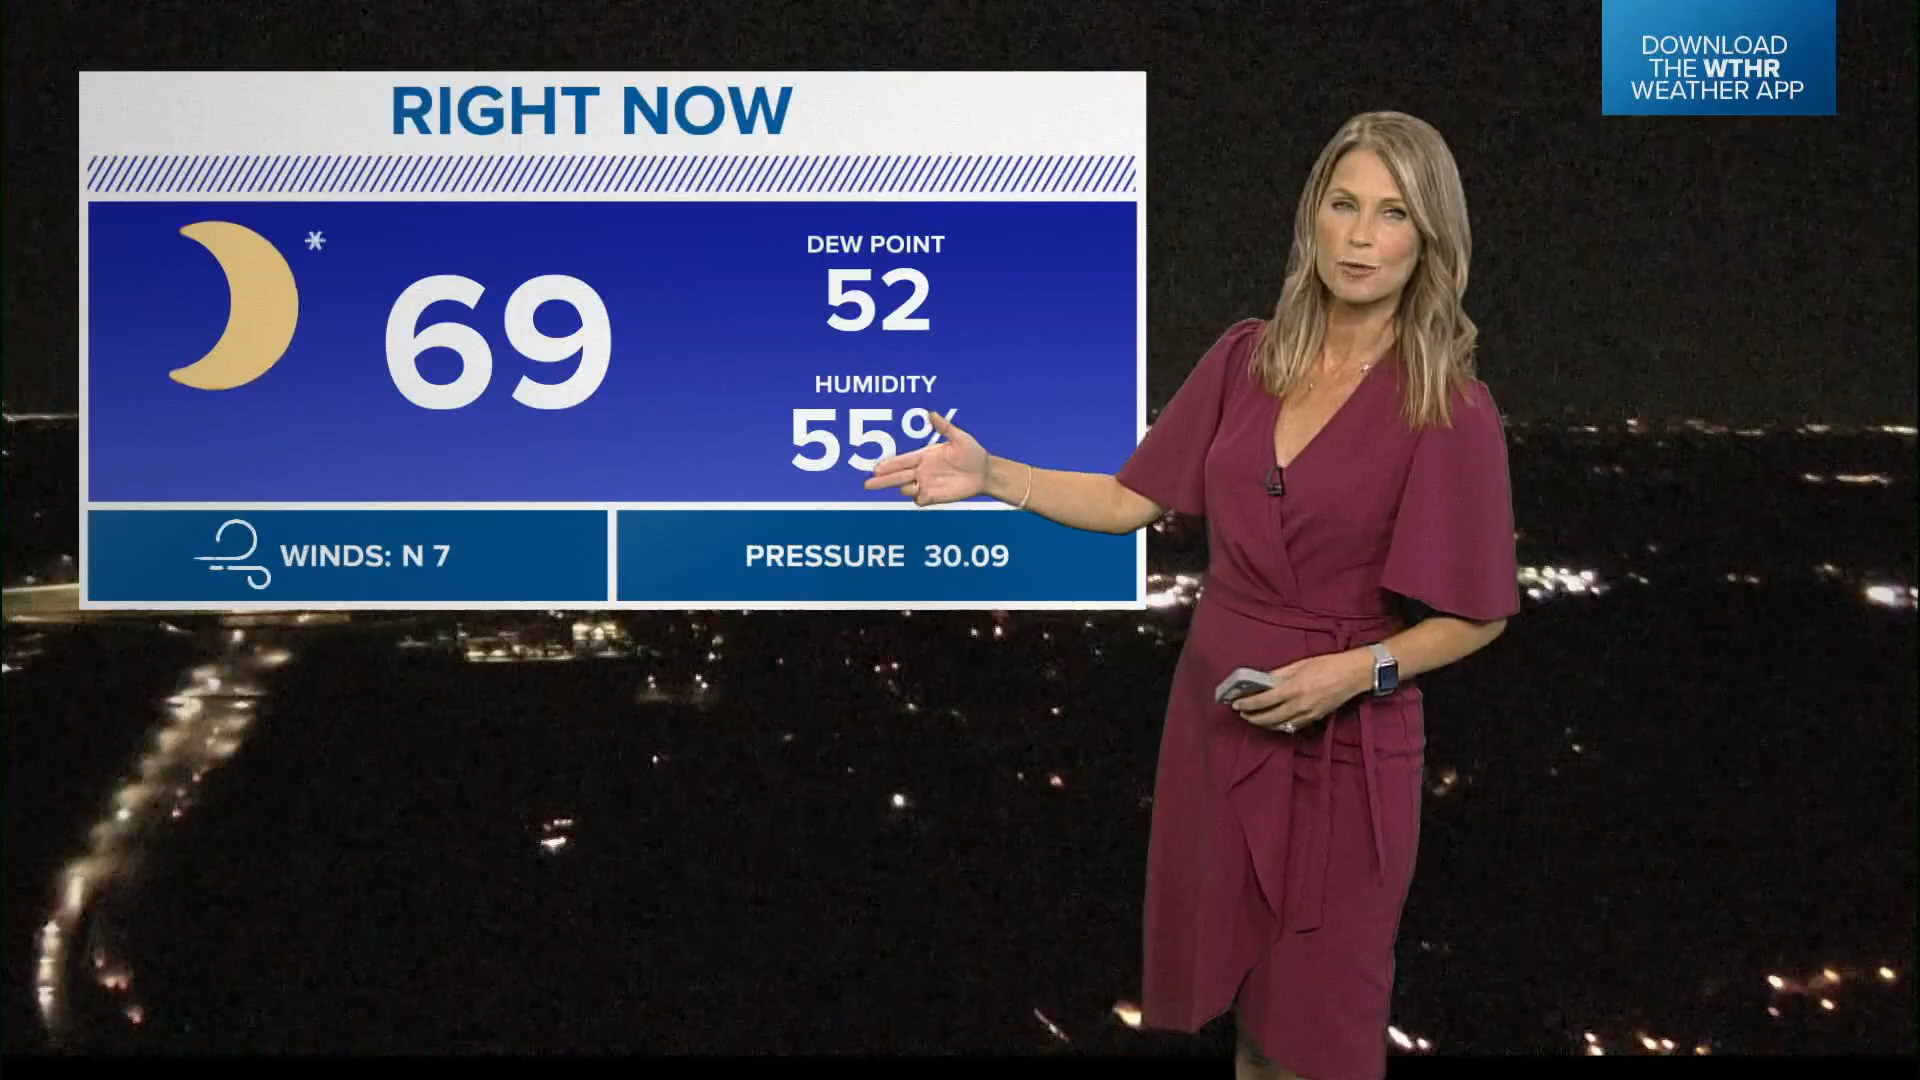 DOWNLOAD
THE WTHR
WEATHER APP
RIGHT NOW
69
DEW POINT
52
HUMIDITY
55%
WINDS: N 7
PRESSURE 30.09